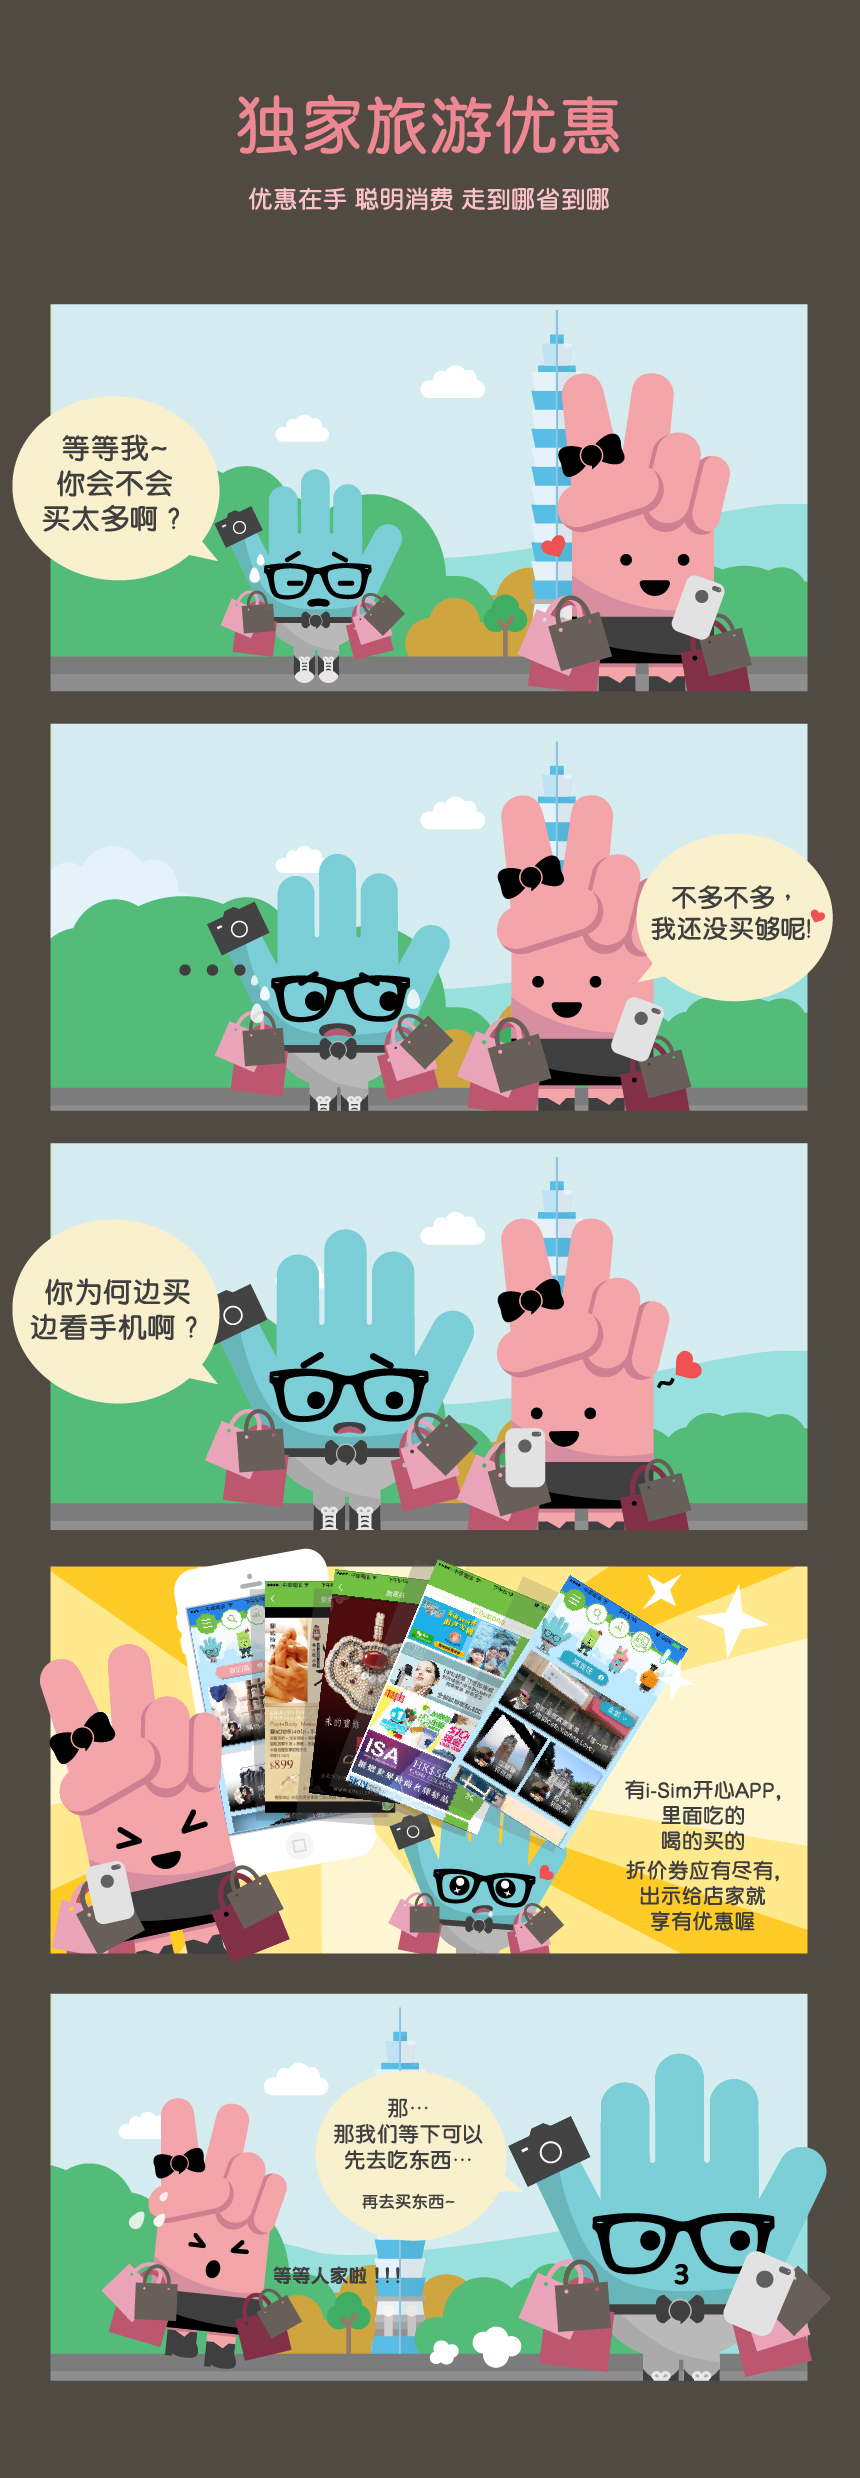 独家旅游优惠
优惠在手 聪明消费 走到哪省到哪
等等我~
你会不会
买太多啊？
不多不多，
我还没买够呢!
你为何边买
边看手机啊？
Coupons
$899
ISA
HK$50
有i-Sim开心APP,
里面吃的
喝的买的
折价券应有尽有,
出示给店家就
享有优惠喔
那…
那我们等下可以
先去吃东西…
再去买东西~
等等人家啦！!!
3